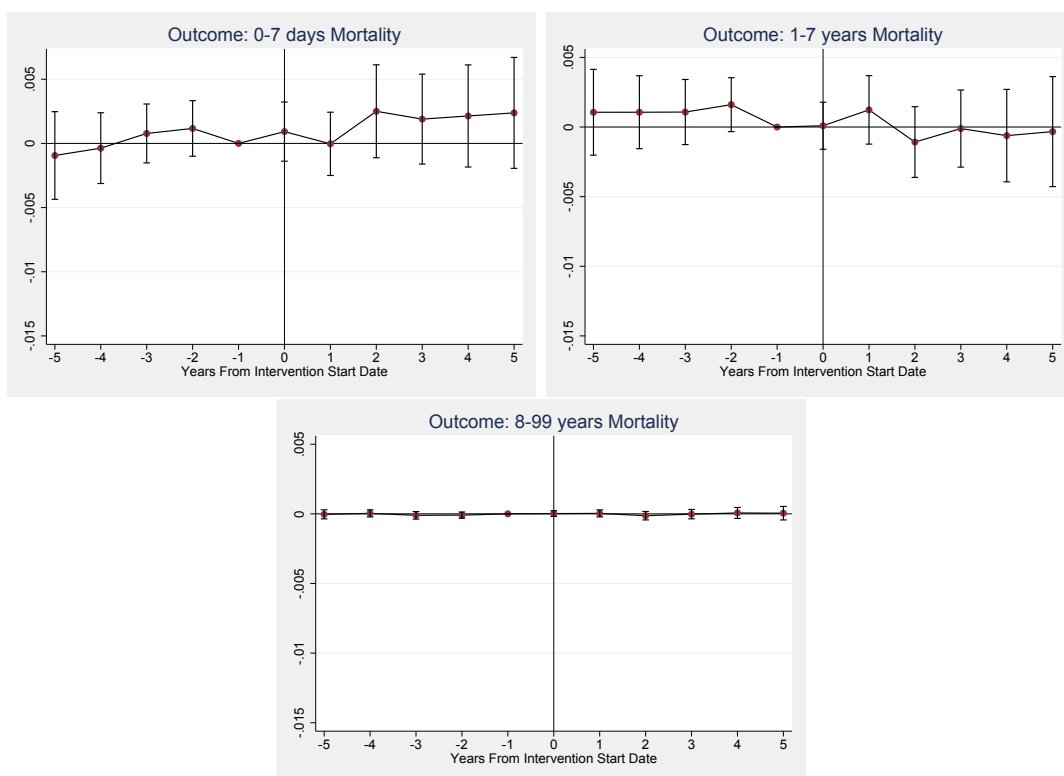 Outcome: 0-7 days Mortality
.005
0
-.005
-.01
-.015
-5 -4 -3 -2 -1 0 1 2 3 4 5
Years From Intervention Start Date
Outcome: 1-7 years Mortality
.005
0
-.005
-.01
-.015
-5 -4 -3 -2 -1 0 1 2 3 4 5
Years From Intervention Start Date
Outcome: 8-99 years Mortality
.005
0
-.005
-.01
-.015
-5 -4 -3 -2 -1 0 1 2 3 4 5
Years From Intervention Start Date